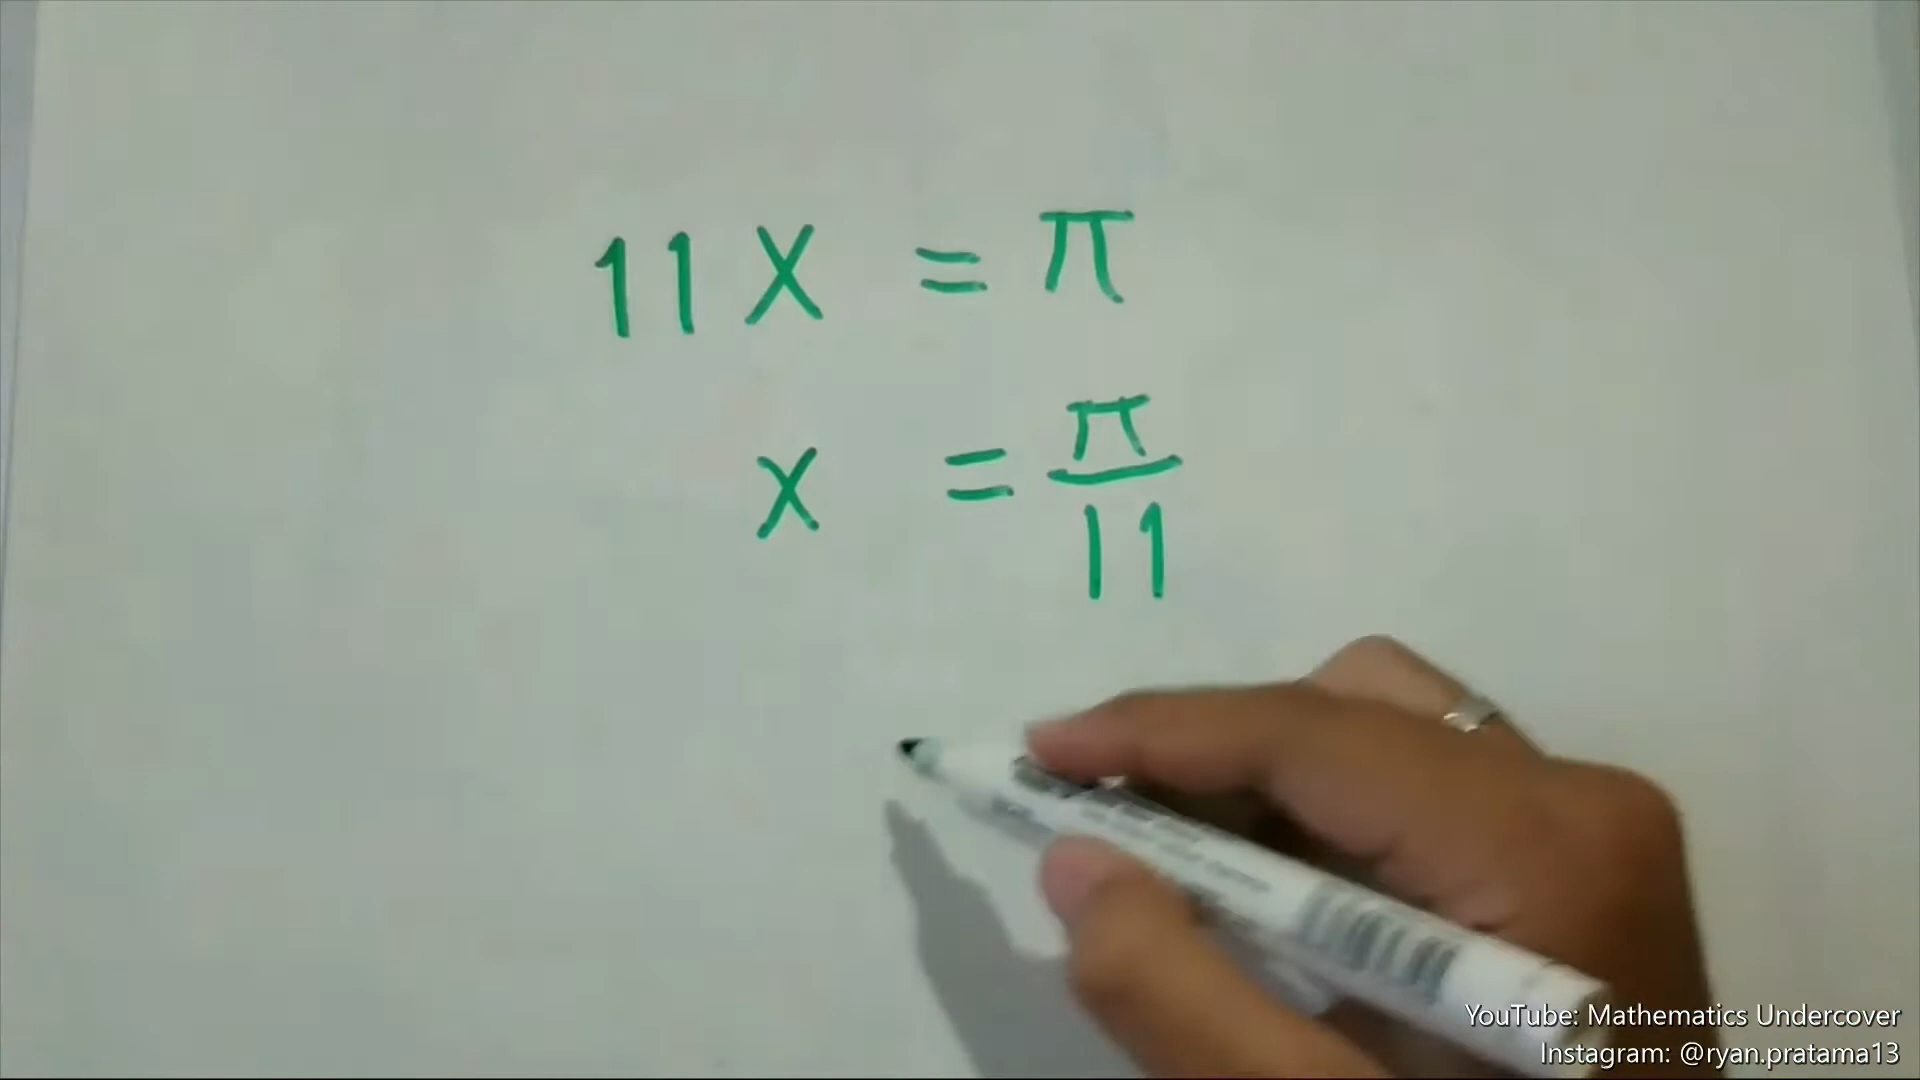 11x = π
x = π/11
YouTube: Mathematics Undercover
Instagram: @ryan.pratama13